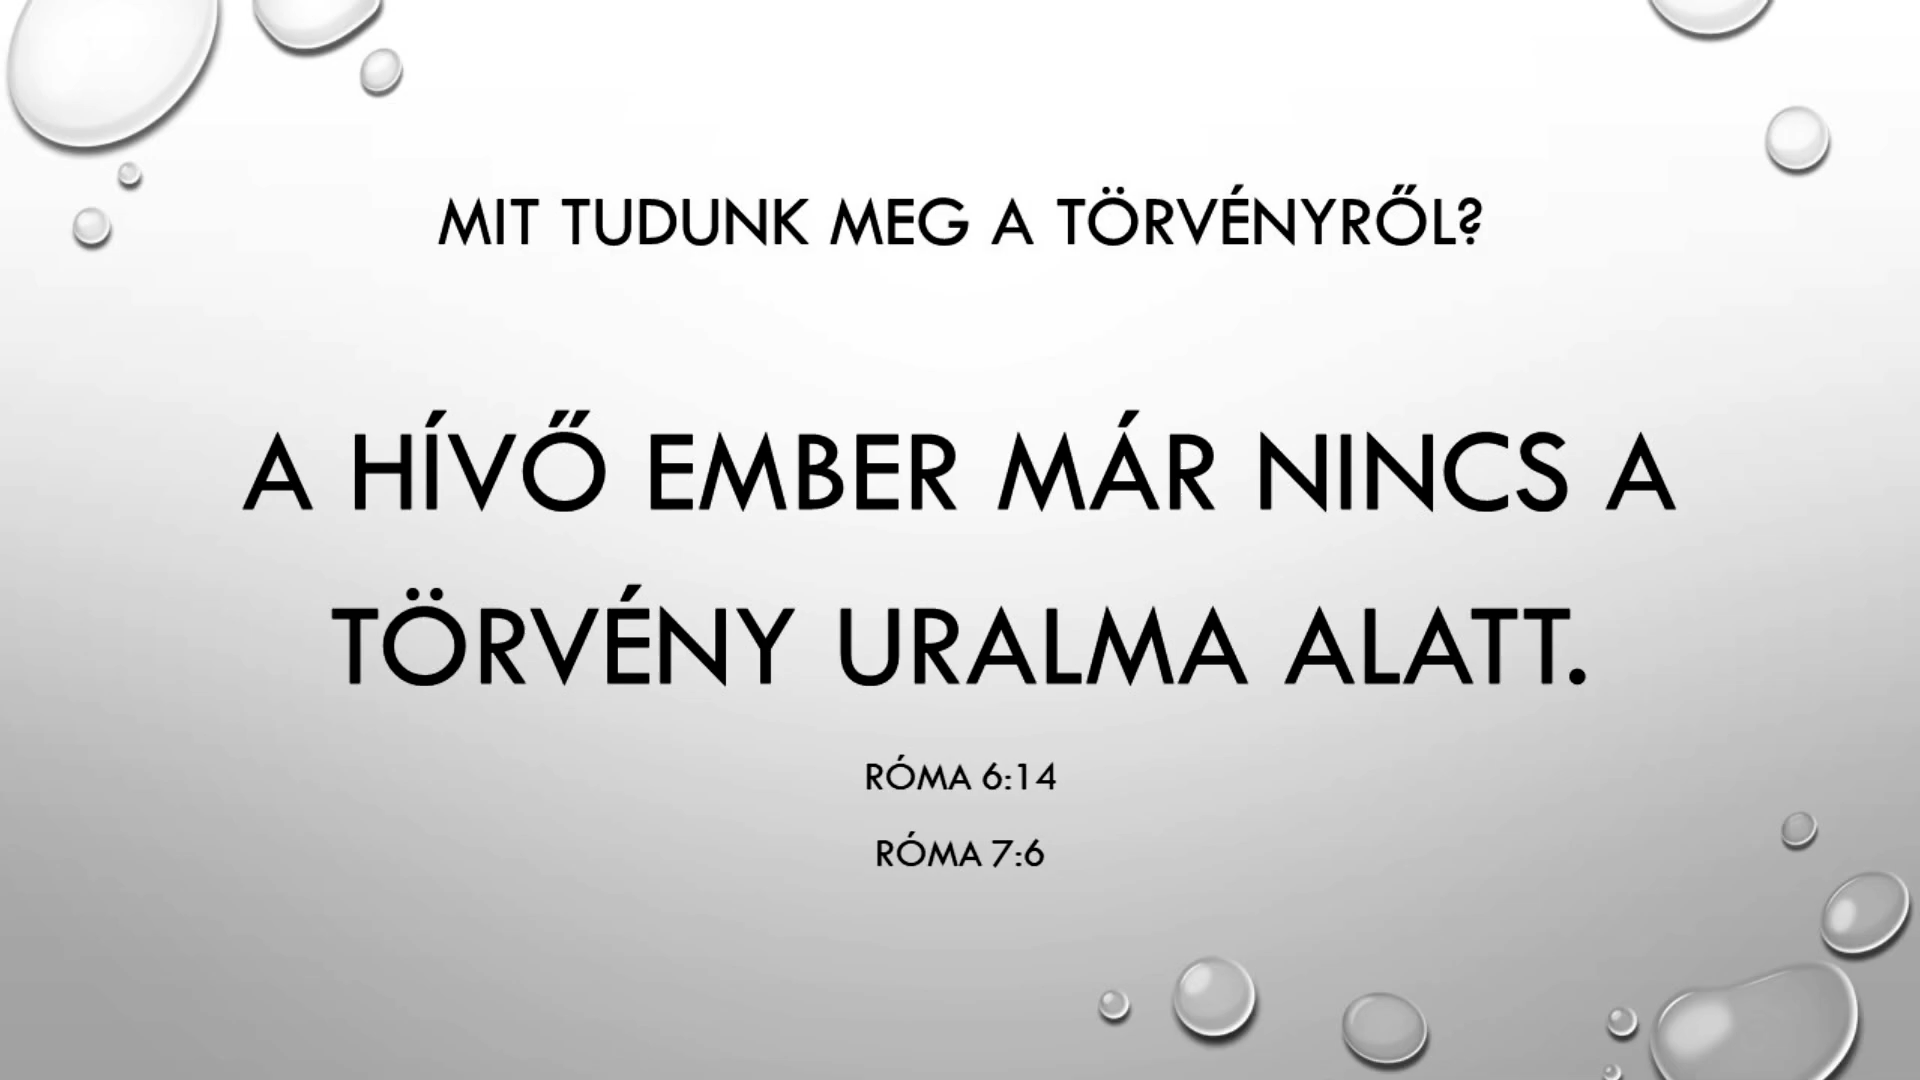 MIT TUDUNK MEG A TÖRVÉNYRŐL?
A HÍVŐ EMBER MÁR NINCS A
TÖRVÉNY URALMA ALATT.
RÓMA 6:14
RÓMA 7:6